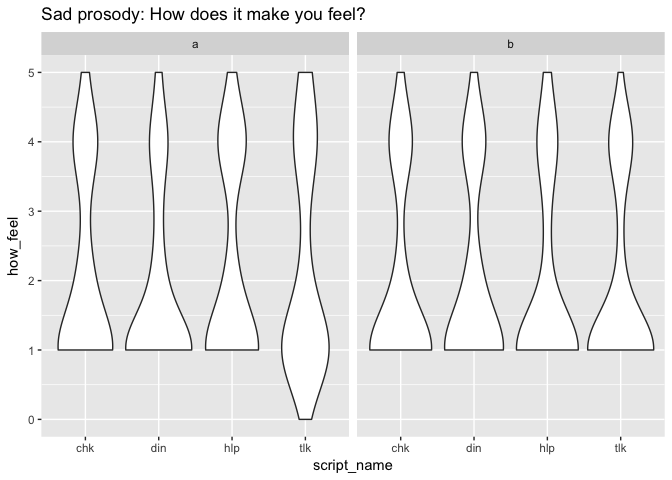 Sad prosody: How does it make you feel?
a b
how_feel
5
4
3
2
1
0
chk din hlp tlk chk din hlp tlk
script_name